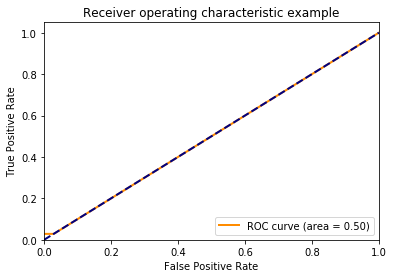 Receiver operating characteristic example
1.0
0.8
0.6
0.4
0.2
0.0
True Positive Rate
ROC curve (area = 0.50)
0.0 0.2 0.4 0.6 0.8 1.0
False Positive Rate